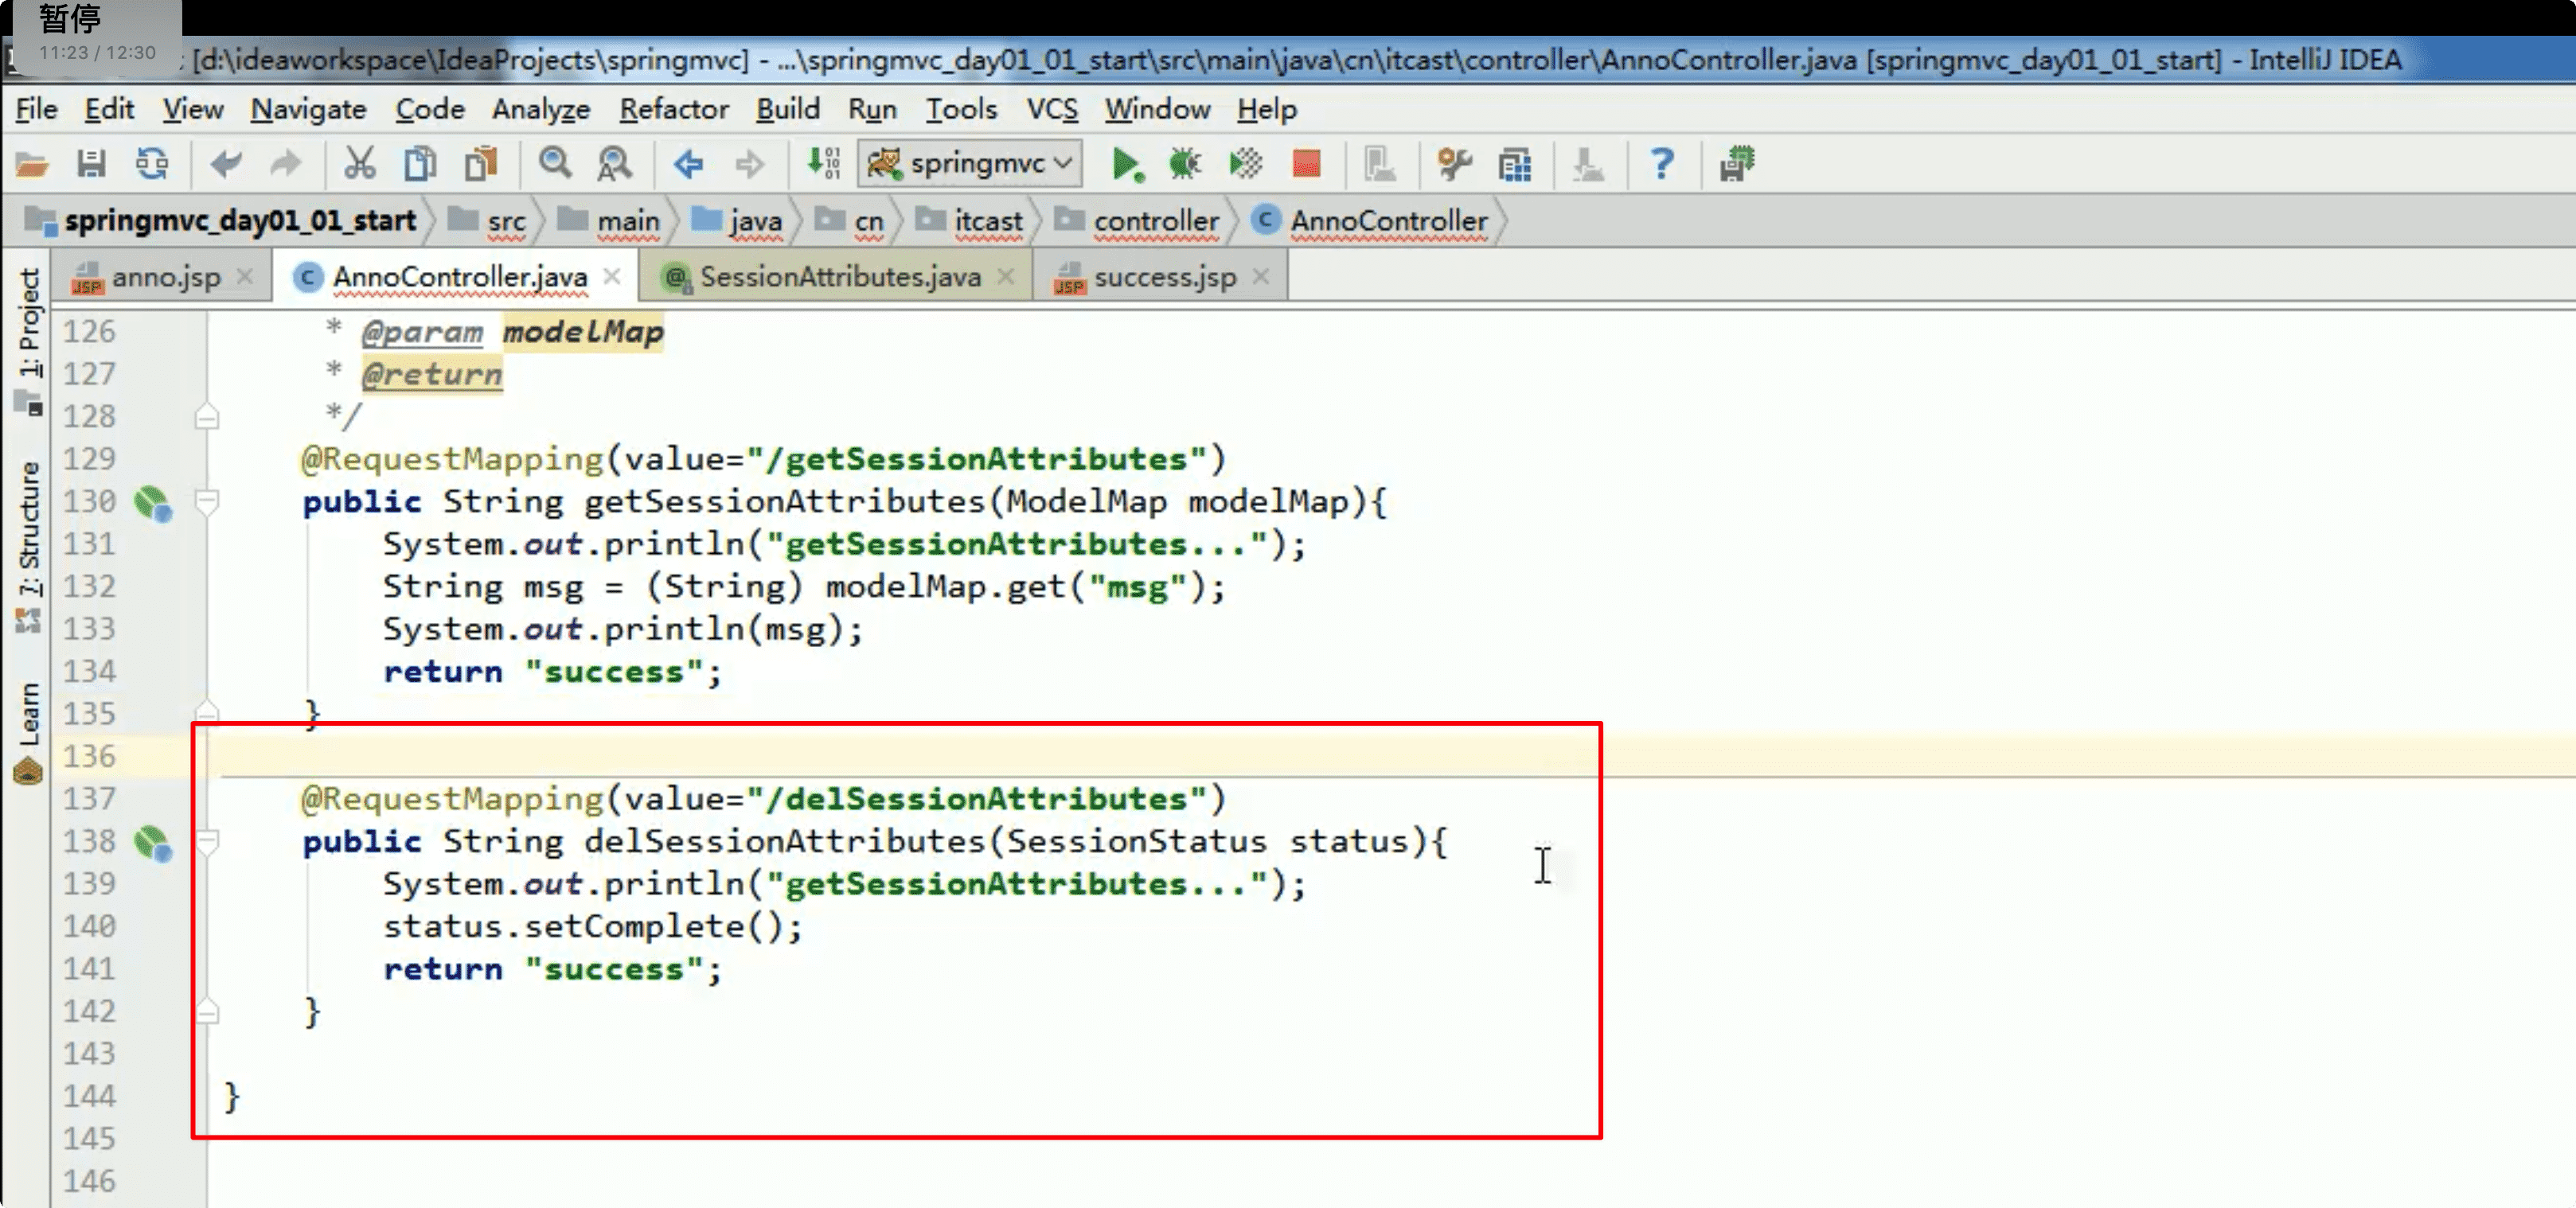 暂停
11:23 / 12:30
[d:\ideaworkspace\IdeaProjects\springmvc] - ...\springmvc_day01_01_start\src\main\java\cn\itcast\controller\AnnoController.java [springmvc_day01_01_start] - IntelliJ IDEA
File Edit View Navigate Code Analyze Refactor Build Run Tools VCS Window Help
springmvc
springmvc_day01_01_start src main java cn itcast controller AnnoController
anno.jsp AnnoController.java SessionAttributes.java success.jsp
1: Project
7: Structure
Learn
126 * @param modelMap
127 * @return
128 */
129 @RequestMapping(value="/getSessionAttributes")
130 public String getSessionAttributes(ModelMap modelMap){
131 System.out.println("getSessionAttributes...");
132 String msg = (String) modelMap.get("msg");
133 System.out.println(msg);
134 return "success";
135 }
136
137 @RequestMapping(value="/delSessionAttributes")
138 public String delSessionAttributes(SessionStatus status){
139 System.out.println("getSessionAttributes...");
140 status.setComplete();
141 return "success";
142 }
143
144 }
145
146